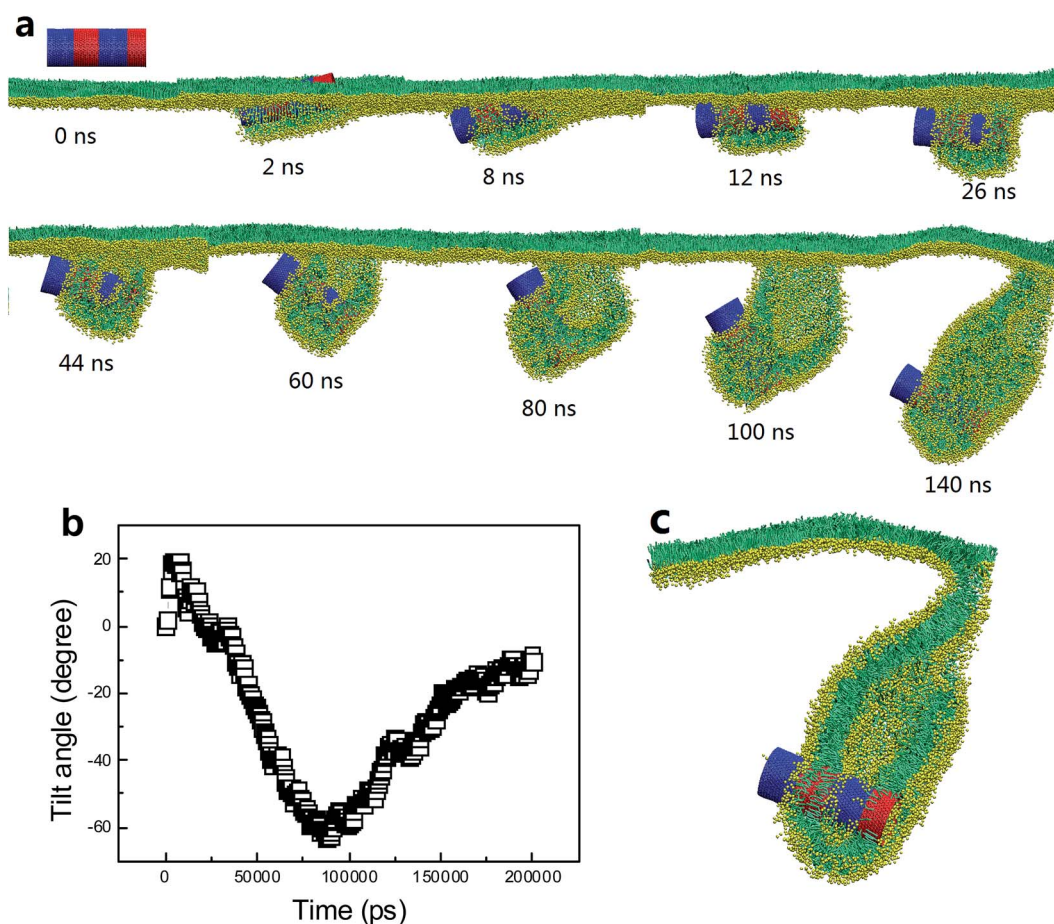 a
0 ns
2 ns
8 ns
12 ns
26 ns
44 ns
60 ns
80 ns
100 ns
140 ns
b
20
0
-20
-40
-60
Tilt angle (degree)
0 50000 100000 150000 200000
Time (ps)
c